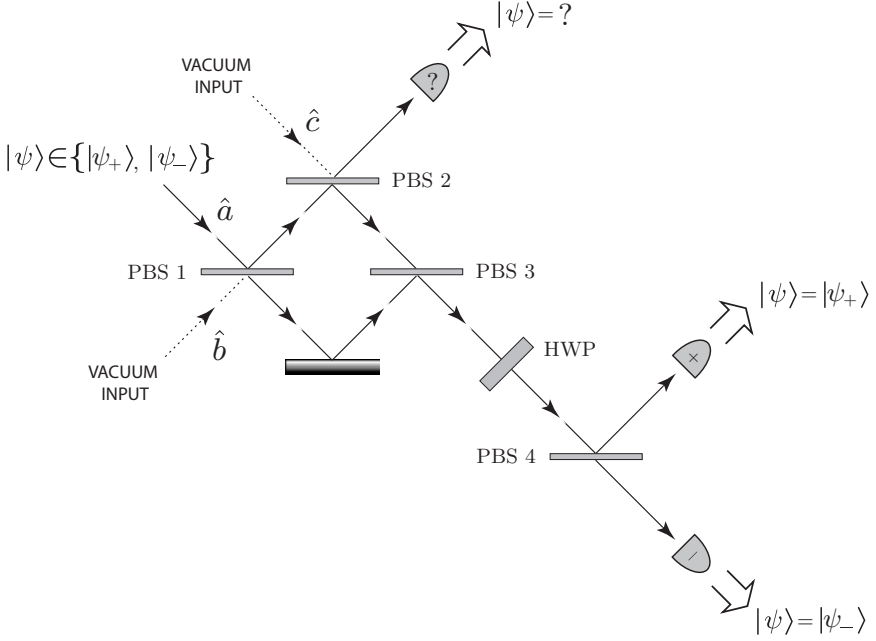 |ψ⟩=?
?
VACUUM
INPUT
ĉ
|ψ⟩∈{|ψ₊⟩, |ψ₋⟩}
PBS 2
â
PBS 1
PBS 3
b̂
VACUUM
INPUT
|ψ⟩=|ψ₊⟩
HWP
×
PBS 4
−
|ψ⟩=|ψ₋⟩